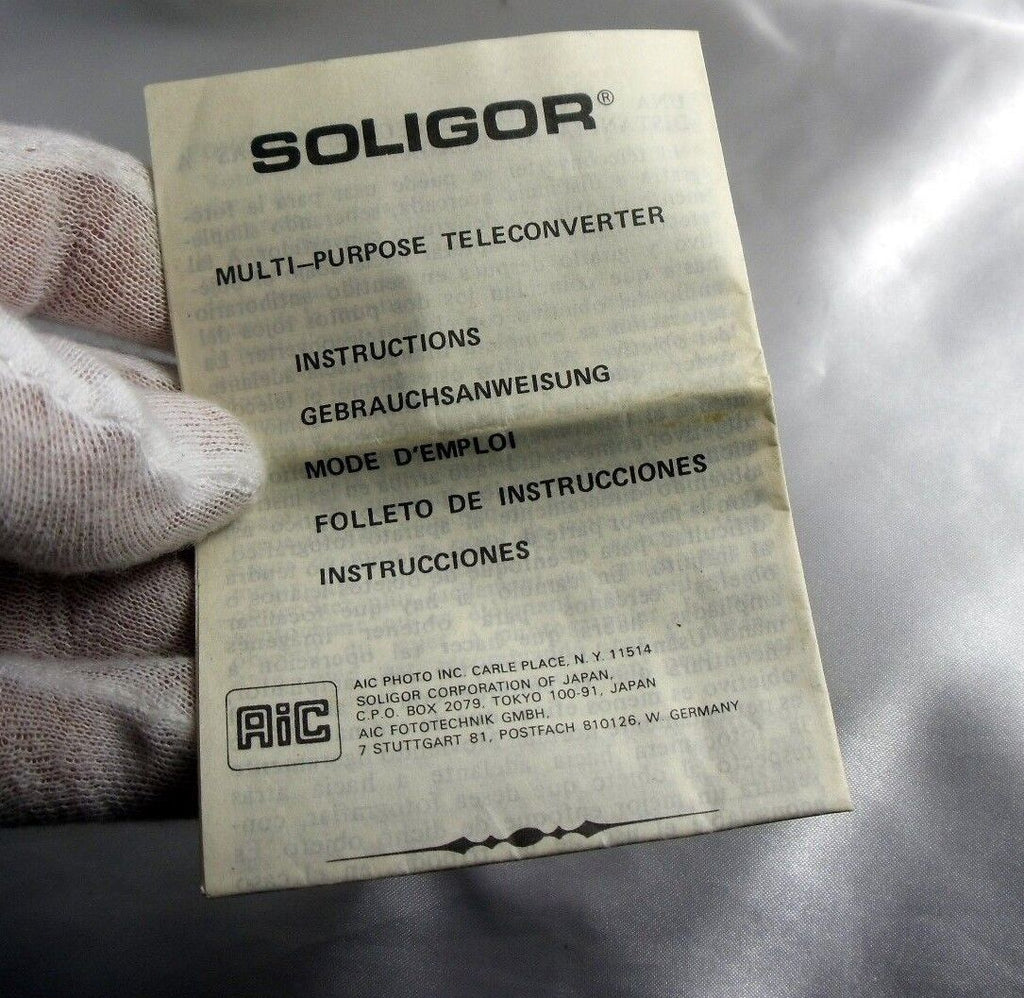 SOLIGOR®
MULTI-PURPOSE TELECONVERTER
INSTRUCTIONS
GEBRAUCHSANWEISUNG
MODE D'EMPLOI
FOLLETO DE INSTRUCCIONES
INSTRUCCIONES
AIC PHOTO INC. CARLE PLACE, N. Y. 11514
SOLIGOR CORPORATION OF JAPAN,
C.P.O. BOX 2079. TOKYO 100-91, JAPAN
AIC FOTOTECHNIK GMBH,
7 STUTTGART 81, POSTFACH 810126, W. GERMANY
AiC